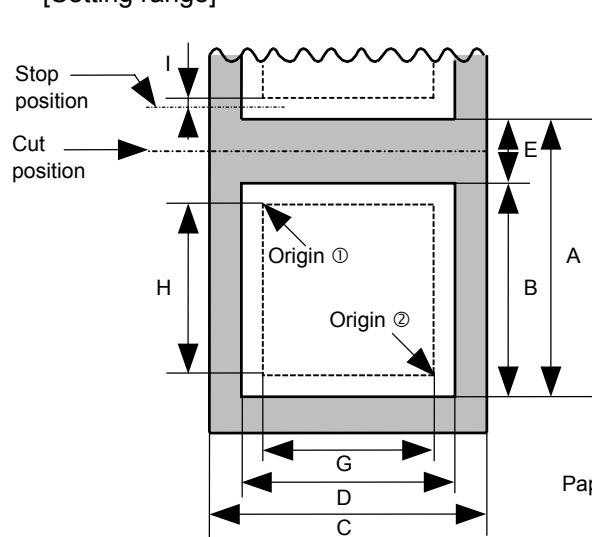 [Setting range]
I
Stop
position
Cut
position
E
A
Origin ①
H
B
Origin ②
G
Pap
D
C